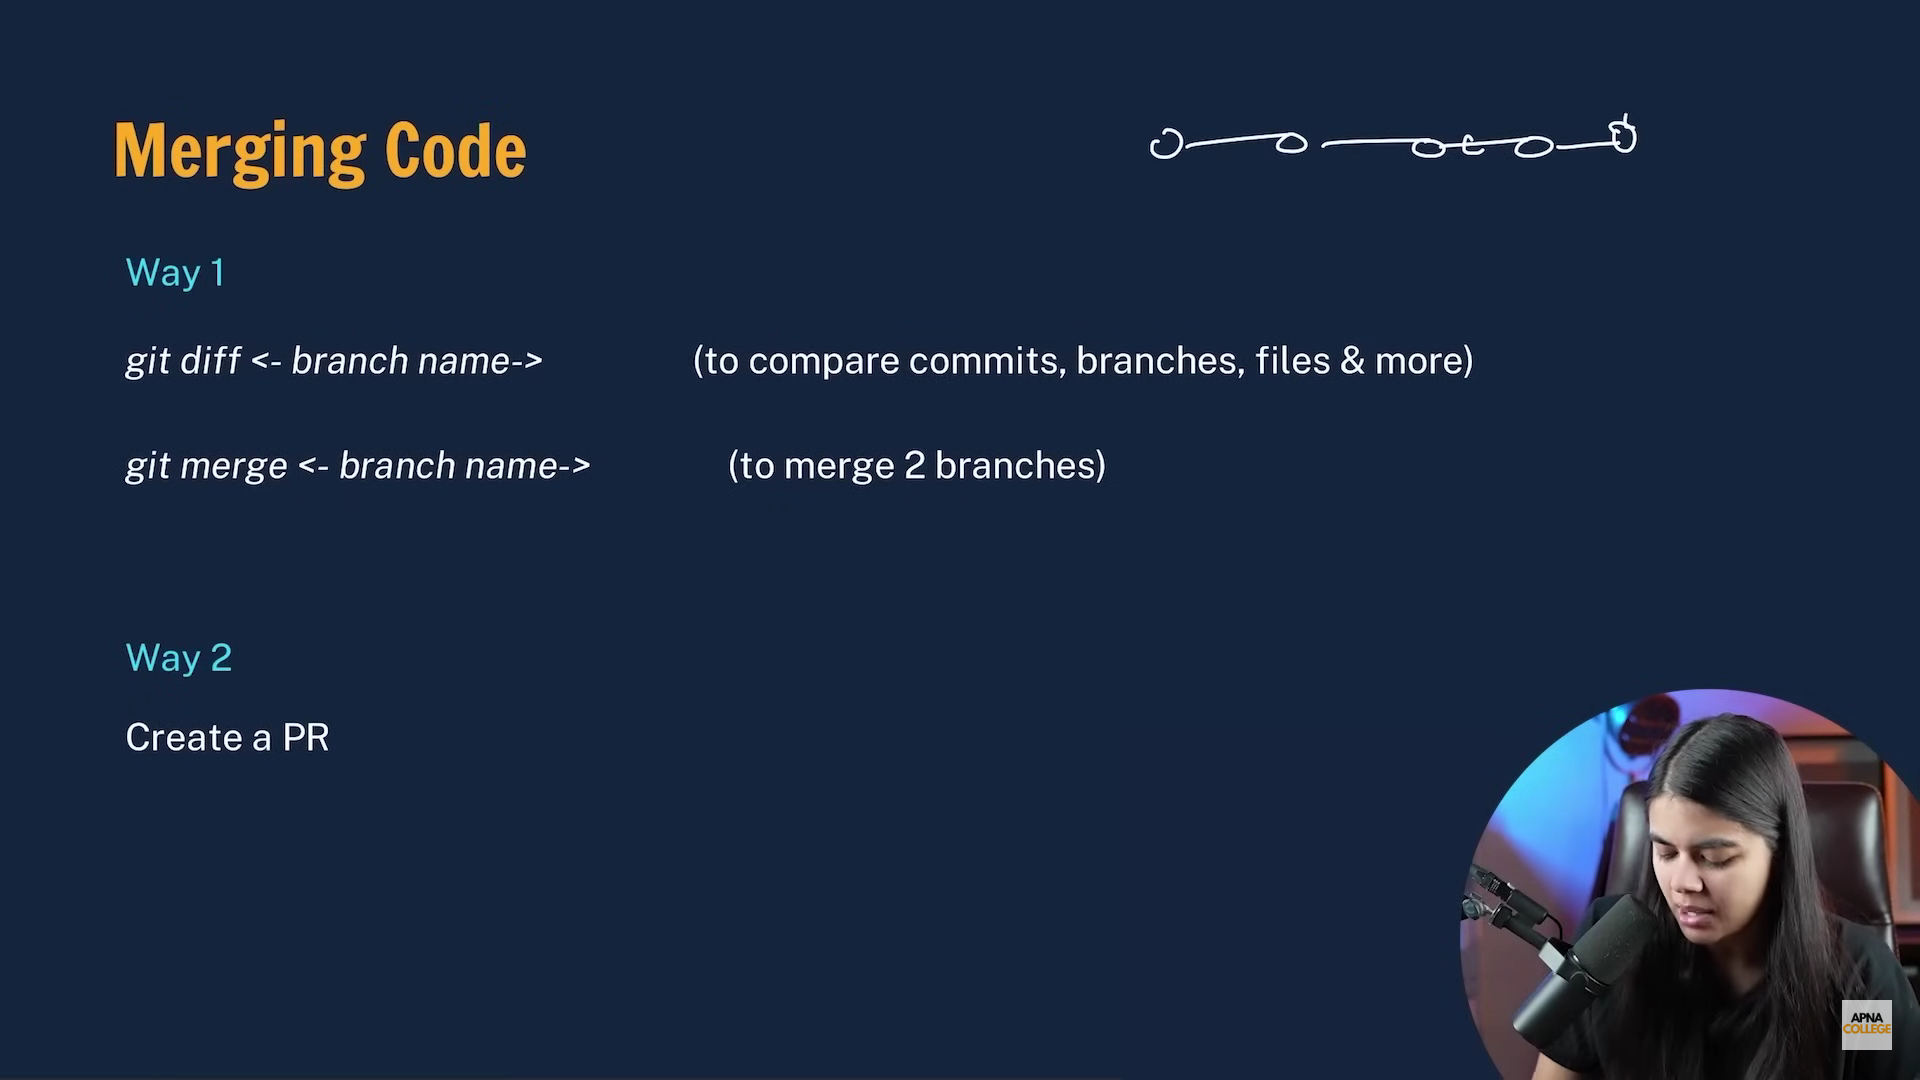 Merging Code
Way 1
git diff <- branch name-> (to compare commits, branches, files & more)
git merge <- branch name-> (to merge 2 branches)
Way 2
Create a PR
APNA
COLLEGE